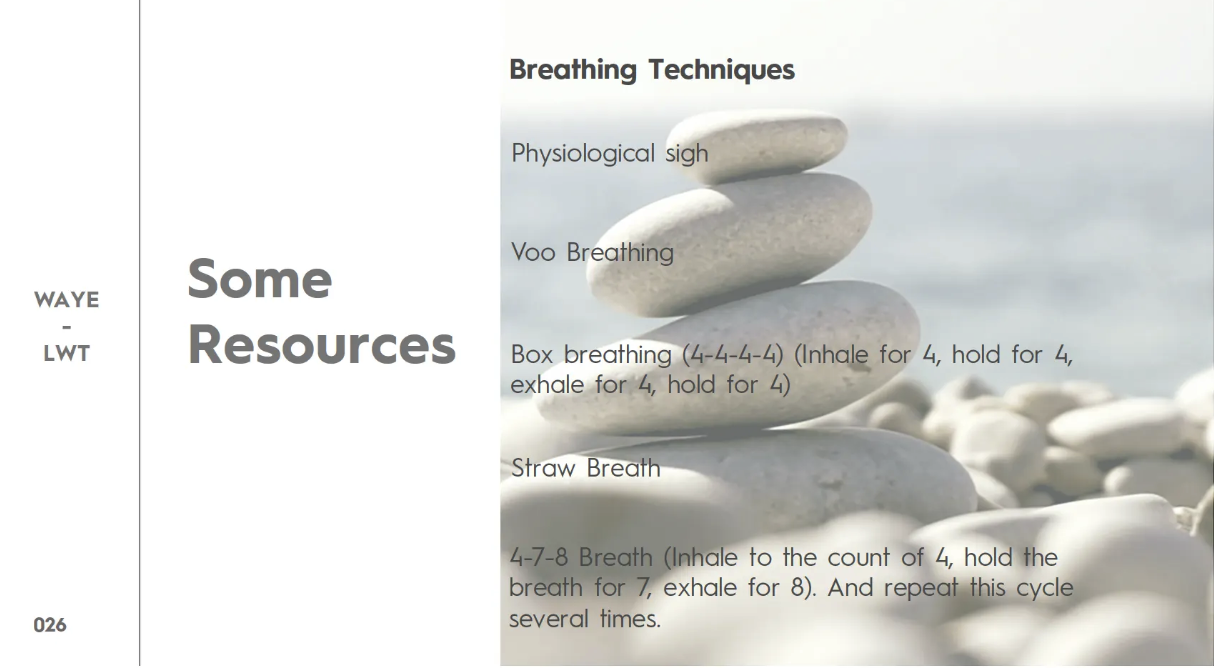 WAYE
-
LWT
026
Some
Resources
Breathing Techniques
Physiological sigh
Voo Breathing
Box breathing (4-4-4-4) (Inhale for 4, hold for 4,
exhale for 4, hold for 4)
Straw Breath
4-7-8 Breath (Inhale to the count of 4, hold the
breath for 7, exhale for 8). And repeat this cycle
several times.